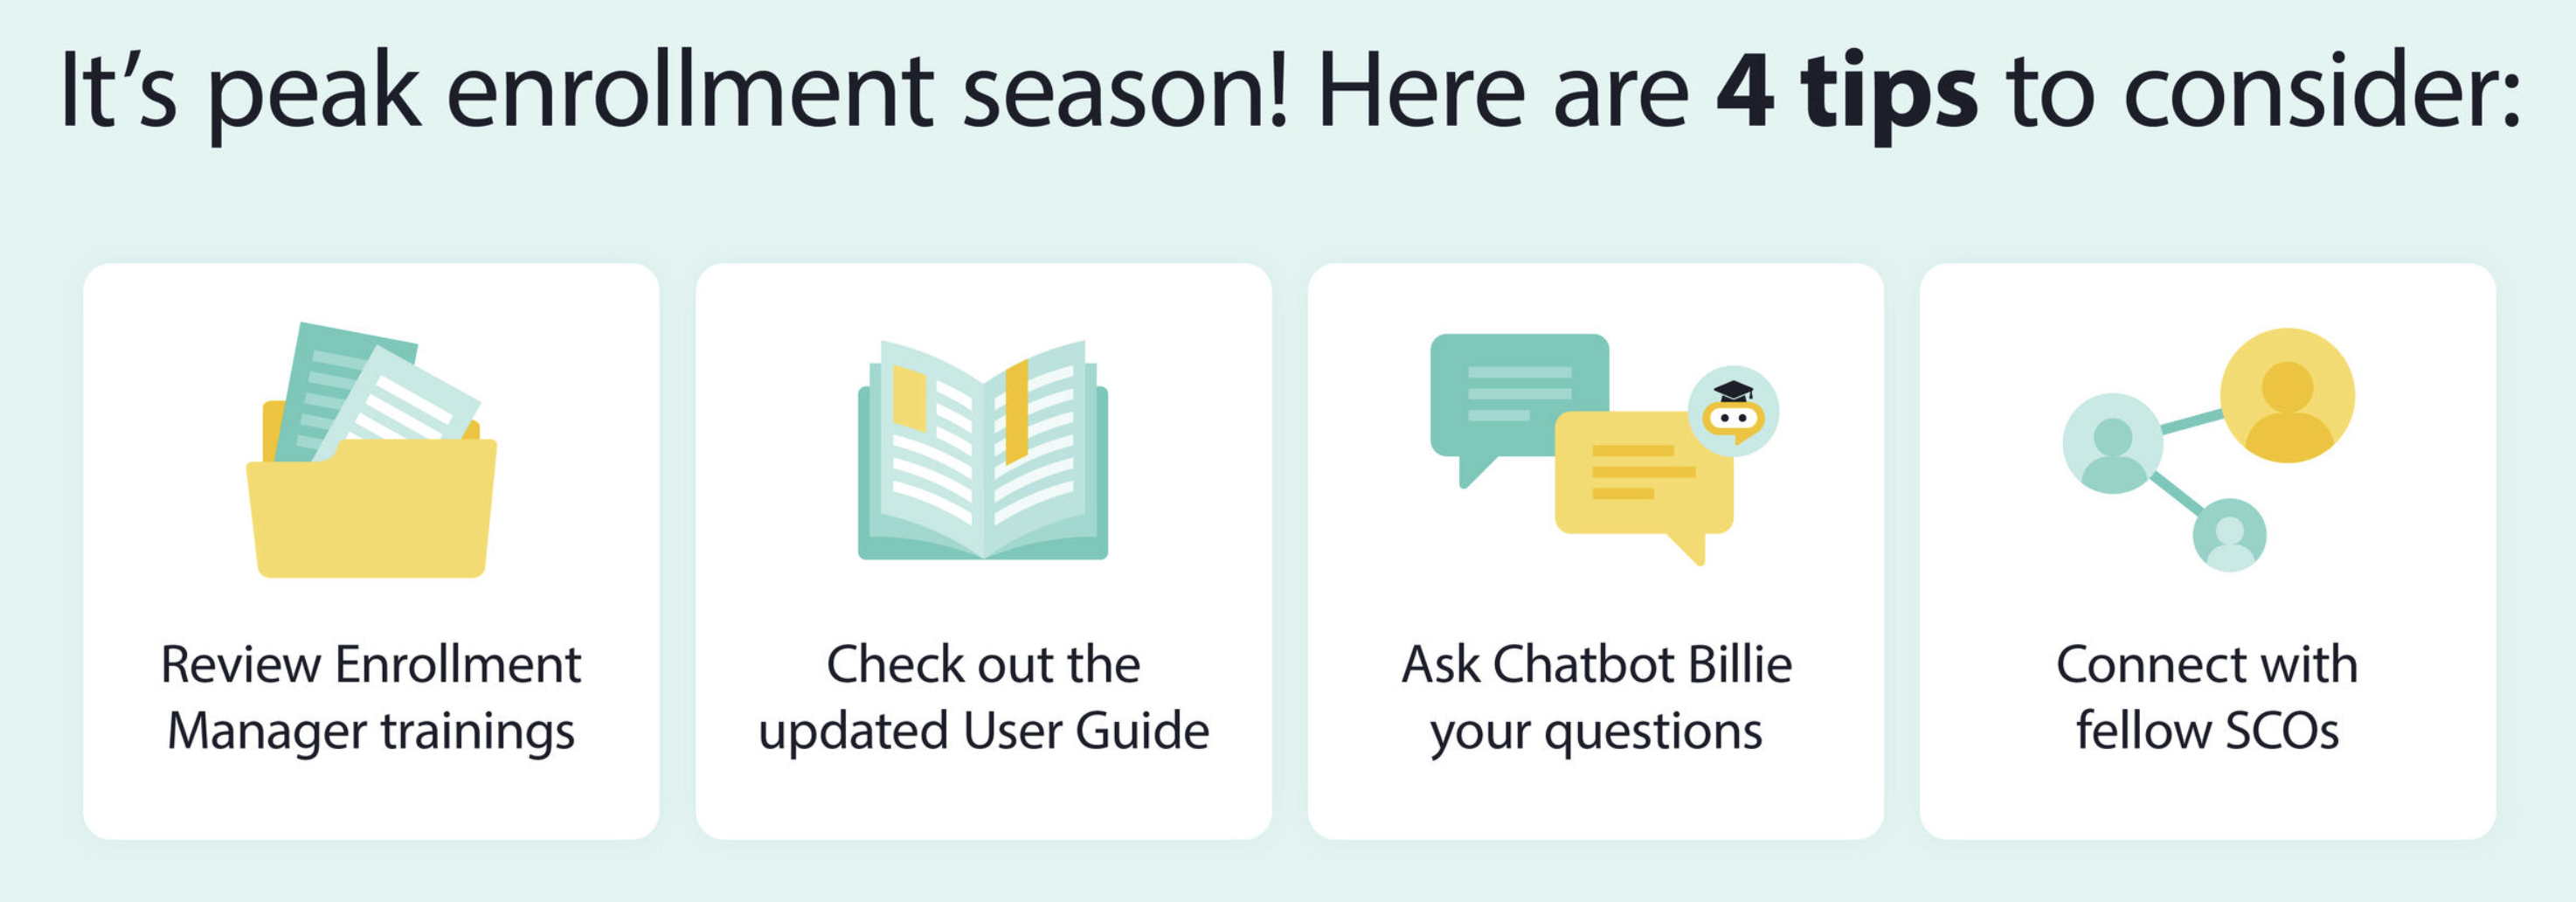 It’s peak enrollment season! Here are 4 tips to consider:
Review Enrollment
Manager trainings
Check out the
updated User Guide
Ask Chatbot Billie
your questions
Connect with
fellow SCOs